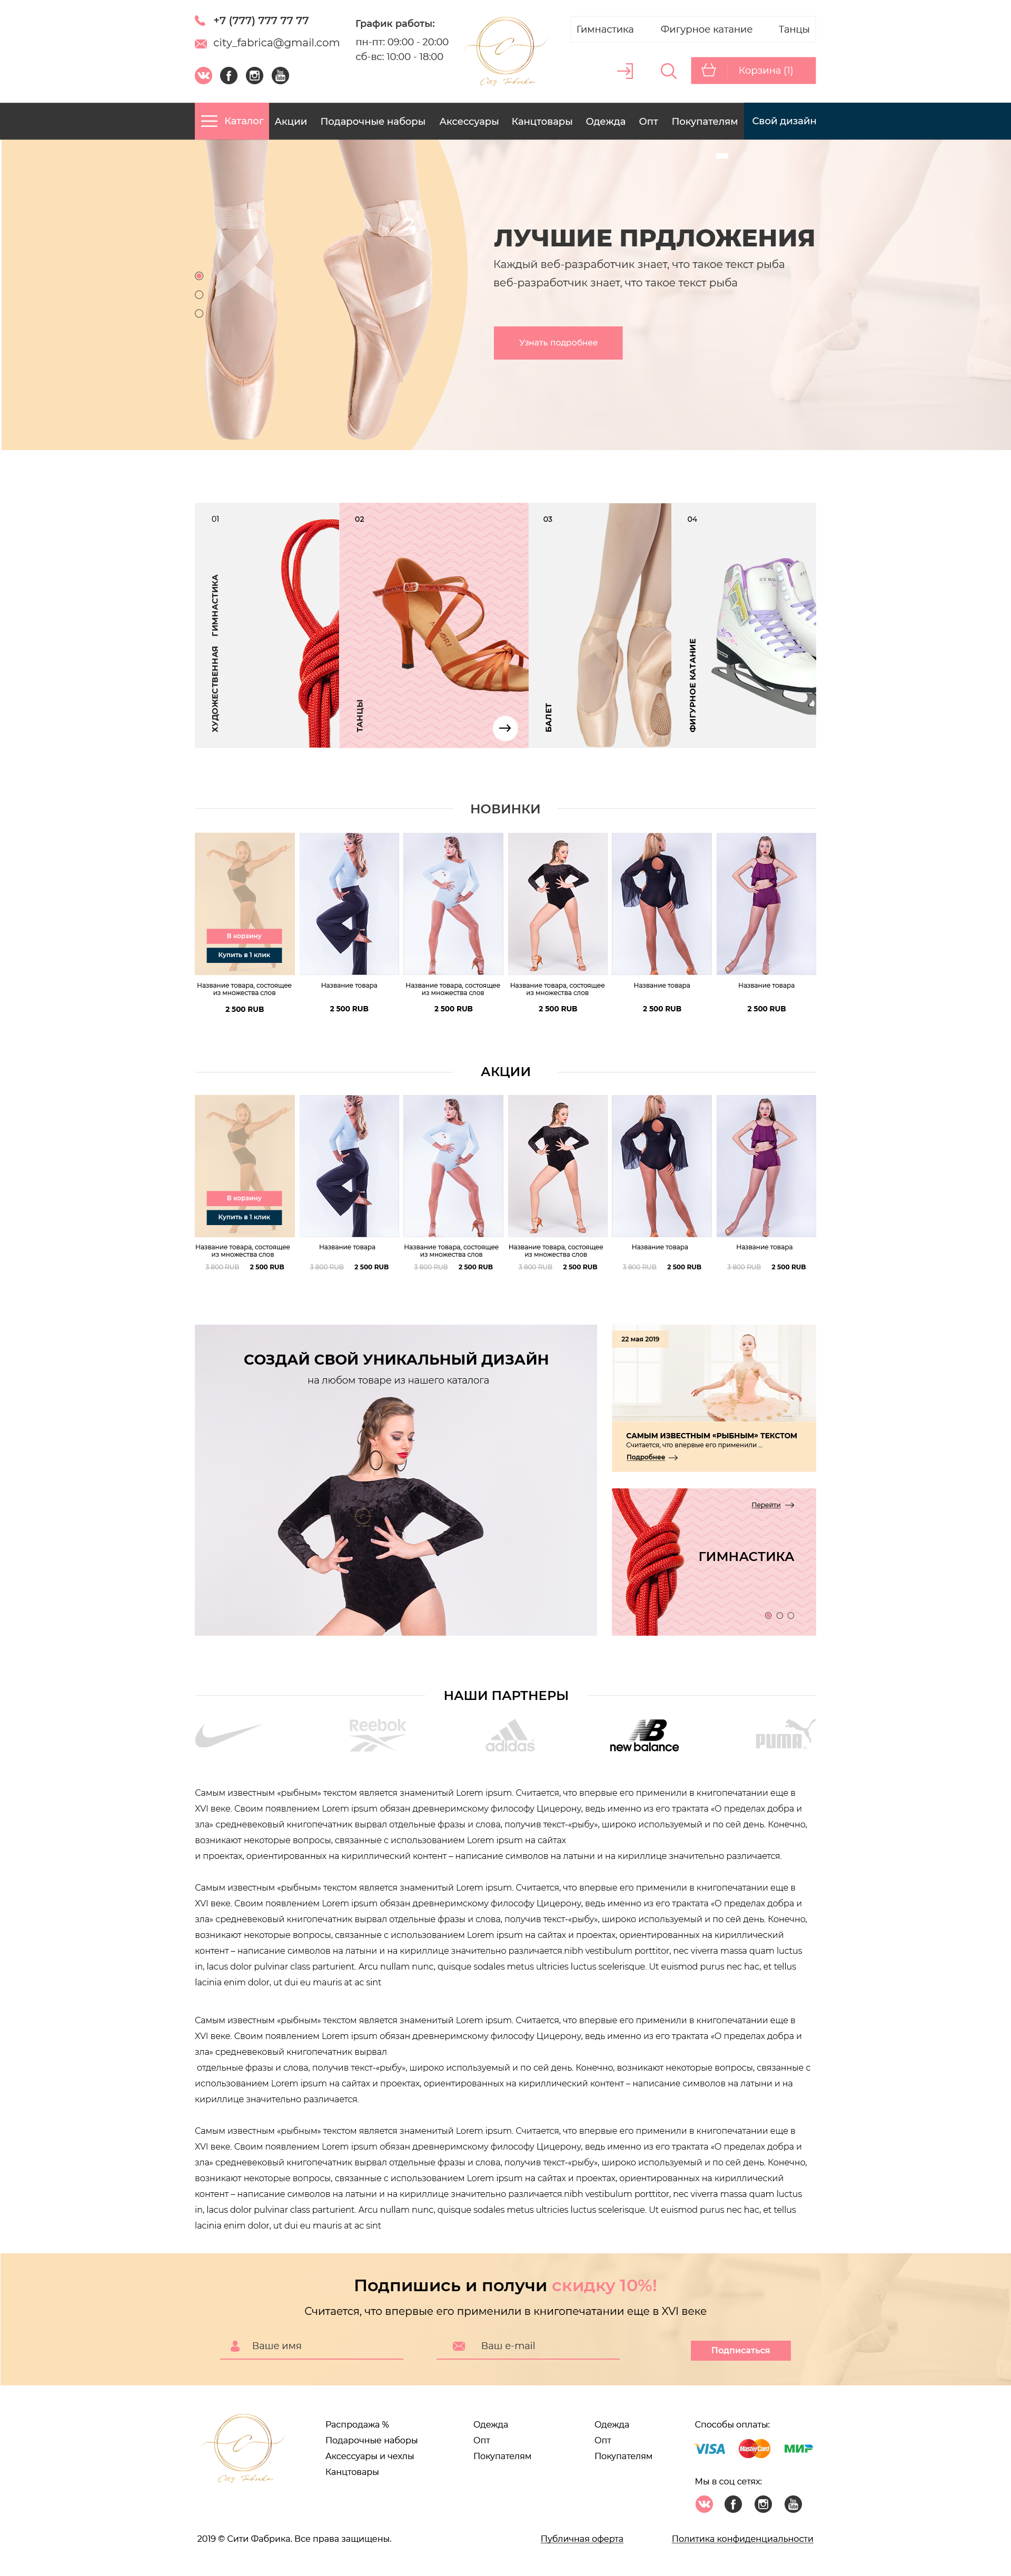 +7 (777) 777 77 77
city_fabrica@gmail.com
График работы:
пн-пт: 09:00 - 20:00
сб-вс: 10:00 - 18:00
City Fabrica
Гимнастика
Фигурное катание
Танцы
Корзина (1)
Каталог
Акции
Подарочные наборы
Аксессуары
Канцтовары
Одежда
Опт
Покупателям
Свой дизайн
ЛУЧШИЕ ПРДЛОЖЕНИЯ
Каждый веб-разработчик знает, что такое текст рыба
веб-разработчик знает, что такое текст рыба
Узнать подробнее
01
ХУДОЖЕСТВЕННАЯ ГИМНАСТИКА
02
ТАНЦЫ
03
БАЛЕТ
04
ФИГУРНОЕ КАТАНИЕ
НОВИНКИ
В корзину
Купить в 1 клик
Название товара, состоящее
из множества слов
2 500 RUB
Название товара
2 500 RUB
Название товара, состоящее
из множества слов
2 500 RUB
Название товара, состоящее
из множества слов
2 500 RUB
Название товара
2 500 RUB
Название товара
2 500 RUB
АКЦИИ
В корзину
Купить в 1 клик
Название товара, состоящее
из множества слов
3 800 RUB 2 500 RUB
Название товара
3 800 RUB 2 500 RUB
Название товара, состоящее
из множества слов
3 800 RUB 2 500 RUB
Название товара, состоящее
из множества слов
3 800 RUB 2 500 RUB
Название товара
3 800 RUB 2 500 RUB
Название товара
3 800 RUB 2 500 RUB
СОЗДАЙ СВОЙ УНИКАЛЬНЫЙ ДИЗАЙН
на любом товаре из нашего каталога
22 мая 2019
САМЫМ ИЗВЕСТНЫМ «РЫБНЫМ» ТЕКСТОМ
Считается, что впервые его применили ...
Подробнее
Перейти
ГИМНАСТИКА
НАШИ ПАРТНЕРЫ
Reebok
adidas
NB
new balance
PUMA
Самым известным «рыбным» текстом является знаменитый Lorem ipsum. Считается, что впервые его применили в книгопечатании еще в
XVI веке. Своим появлением Lorem ipsum обязан древнеримскому философу Цицерону, ведь именно из его трактата «О пределах добра и
зла» средневековый книгопечатник вырвал отдельные фразы и слова, получив текст-«рыбу», широко используемый и по сей день. Конечно,
возникают некоторые вопросы, связанные с использованием Lorem ipsum на сайтах
и проектах, ориентированных на кириллический контент – написание символов на латыни и на кириллице значительно различается.
Самым известным «рыбным» текстом является знаменитый Lorem ipsum. Считается, что впервые его применили в книгопечатании еще в
XVI веке. Своим появлением Lorem ipsum обязан древнеримскому философу Цицерону, ведь именно из его трактата «О пределах добра и
зла» средневековый книгопечатник вырвал отдельные фразы и слова, получив текст-«рыбу», широко используемый и по сей день. Конечно,
возникают некоторые вопросы, связанные с использованием Lorem ipsum на сайтах и проектах, ориентированных на кириллический
контент – написание символов на латыни и на кириллице значительно различается.nibh vestibulum porttitor, nec viverra massa quam luctus
in, lacus dolor pulvinar class parturient. Arcu nullam nunc, quisque sodales metus ultricies luctus scelerisque. Ut euismod purus nec hac, et tellus
lacinia enim dolor, ut dui eu mauris at ac sint
Самым известным «рыбным» текстом является знаменитый Lorem ipsum. Считается, что впервые его применили в книгопечатании еще в
XVI веке. Своим появлением Lorem ipsum обязан древнеримскому философу Цицерону, ведь именно из его трактата «О пределах добра и
зла» средневековый книгопечатник вырвал
отдельные фразы и слова, получив текст-«рыбу», широко используемый и по сей день. Конечно, возникают некоторые вопросы, связанные с
использованием Lorem ipsum на сайтах и проектах, ориентированных на кириллический контент – написание символов на латыни и на
кириллице значительно различается.
Самым известным «рыбным» текстом является знаменитый Lorem ipsum. Считается, что впервые его применили в книгопечатании еще в
XVI веке. Своим появлением Lorem ipsum обязан древнеримскому философу Цицерону, ведь именно из его трактата «О пределах добра и
зла» средневековый книгопечатник вырвал отдельные фразы и слова, получив текст-«рыбу», широко используемый и по сей день. Конечно,
возникают некоторые вопросы, связанные с использованием Lorem ipsum на сайтах и проектах, ориентированных на кириллический
контент – написание символов на латыни и на кириллице значительно различается.nibh vestibulum porttitor, nec viverra massa quam luctus
in, lacus dolor pulvinar class parturient. Arcu nullam nunc, quisque sodales metus ultricies luctus scelerisque. Ut euismod purus nec hac, et tellus
lacinia enim dolor, ut dui eu mauris at ac sint
Подпишись и получи скидку 10%!
Считается, что впервые его применили в книгопечатании еще в XVI веке
Ваше имя
Ваш e-mail
Подписаться
City Fabrica
Распродажа %
Подарочные наборы
Аксессуары и чехлы
Канцтовары
Одежда
Опт
Покупателям
Одежда
Опт
Покупателям
Способы оплаты:
VISA
MasterCard
МИР
Мы в соц сетях:
2019 © Сити Фабрика. Все права защищены.
Публичная оферта
Политика конфиденциальности